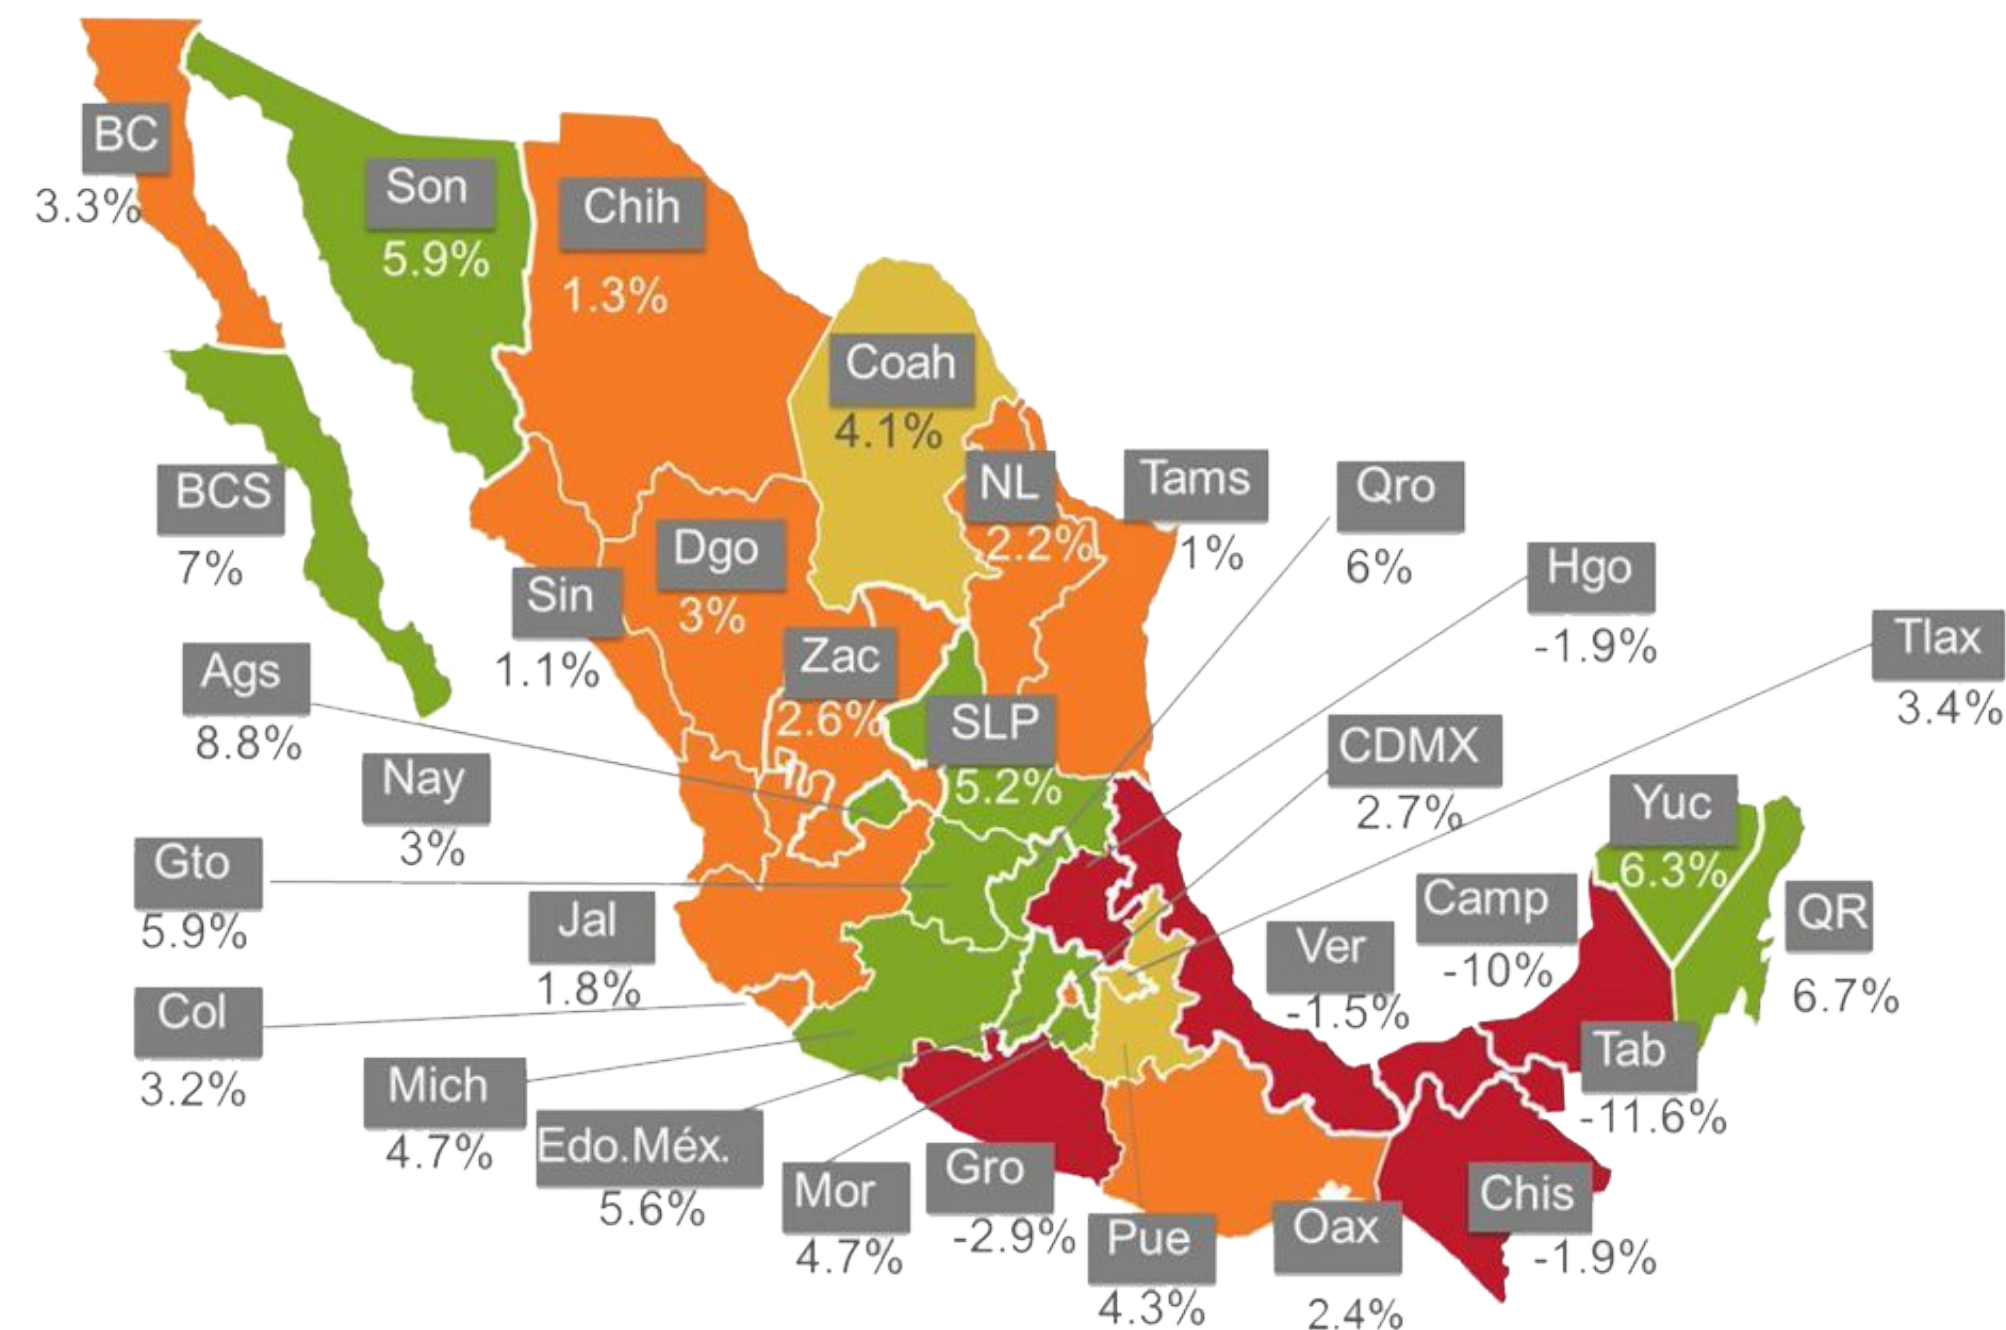 BC
3.3%
Son
5.9%
Chih
1.3%
Coah
4.1%
BCS
7%
NL
2.2%
Tams
1%
Qro
6%
Hgo
-1.9%
Tlax
3.4%
Dgo
3%
Sin
1.1%
Zac
2.6%
Ags
8.8%
SLP
5.2%
CDMX
2.7%
Nay
3%
Yuc
6.3%
Gto
5.9%
Jal
1.8%
Camp
-10%
QR
6.7%
Ver
-1.5%
Col
3.2%
Mich
4.7%
Tab
-11.6%
Edo.Méx.
5.6%
Mor
4.7%
Gro
-2.9%
Pue
4.3%
Oax
2.4%
Chis
-1.9%